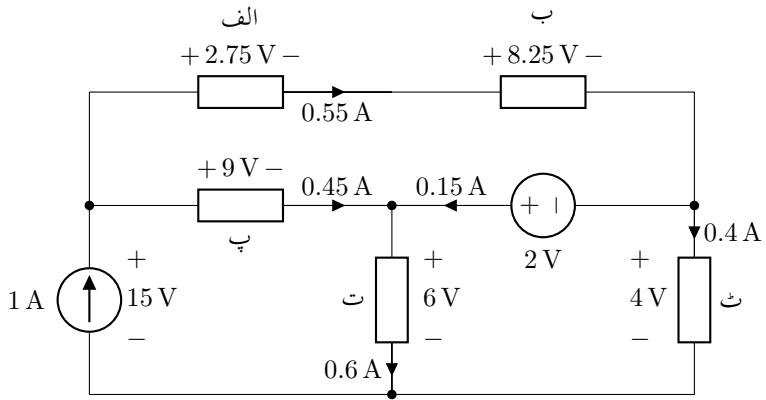 الف
ب
+ 2.75 V −
+ 8.25 V −
0.55 A
+ 9 V −
0.45 A
0.15 A
پ
+ −
2 V
0.4 A
1 A
+
15 V
−
ت
+
6 V
−
+
4 V
−
ٹ
0.6 A